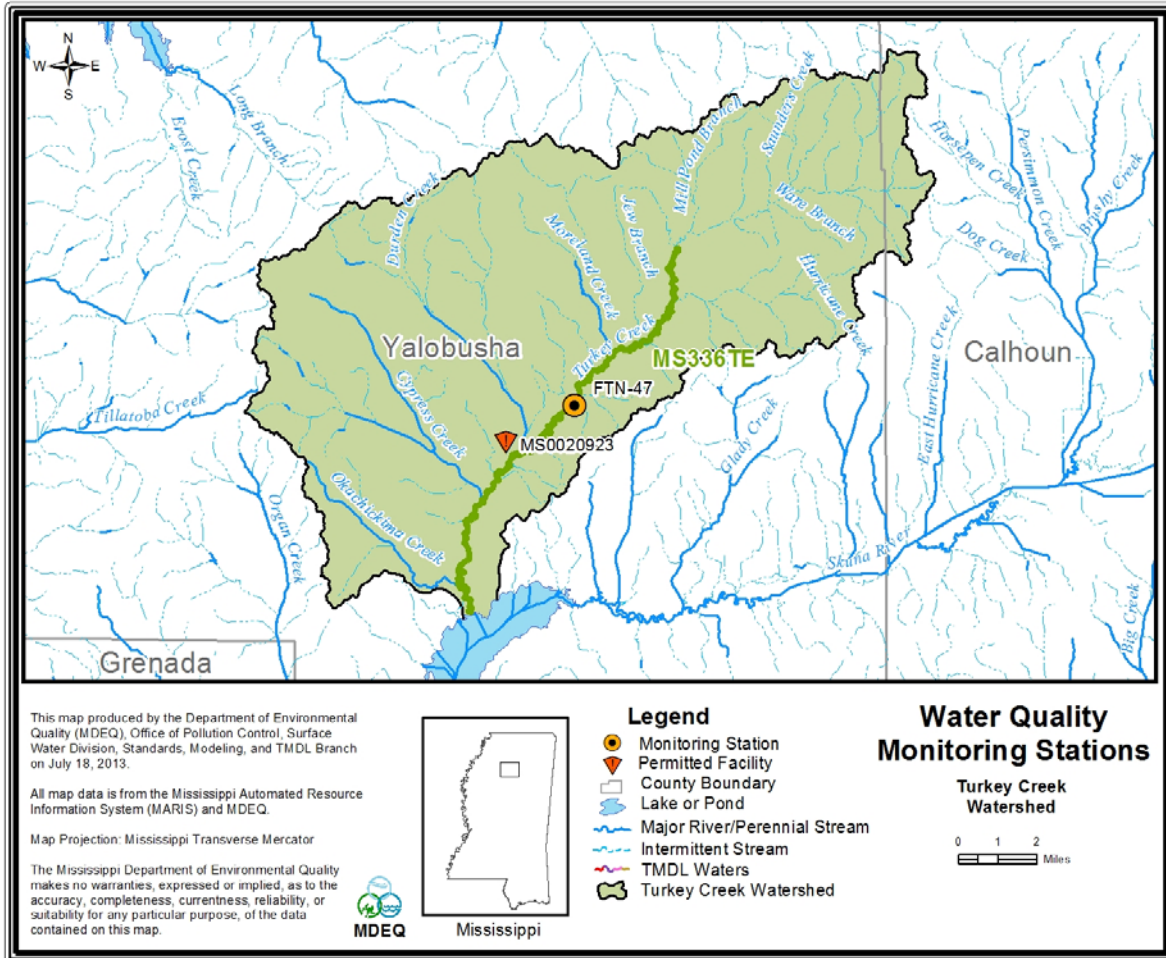 N
W E
S
Long Branch
Erost Creek
Durden Creek
Moreland Creek
Jew Branch
Mill Pond Branch
Saunders Creek
Ware Branch
Hurricane Creek
Horsepen Creek
Persimmon Creek
Brushy Creek
Dog Creek
Yalobusha
Turkey Creek
MS336TE
Calhoun
FTN-47
MS0020923
Tillatoba Creek
Cypress Creek
Okachickima Creek
Organ Creek
Glady Creek
East Hurricane Creek
Skuna River
Big Creek
Grenada
This map produced by the Department of Environmental
Quality (MDEQ), Office of Pollution Control, Surface
Water Division, Standards, Modeling, and TMDL Branch
on July 18, 2013.
All map data is from the Mississippi Automated Resource
Information System (MARIS) and MDEQ.
Map Projection: Mississippi Transverse Mercator
The Mississippi Department of Environmental Quality
makes no warranties, expressed or implied, as to the
accuracy, completeness, currentness, reliability, or
suitability for any particular purpose, of the data
contained on this map.
MDEQ
Mississippi
Legend
Monitoring Station
Permitted Facility
County Boundary
Lake or Pond
Major River/Perennial Stream
Intermittent Stream
TMDL Waters
Turkey Creek Watershed
Water Quality
Monitoring Stations
Turkey Creek
Watershed
0 1 2
Miles